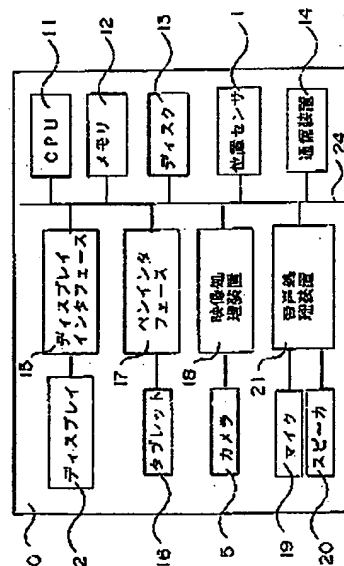 0
2
ディスプレイ
15
ディスプレイ
インタフェース
CPU
11
メモリ
12
16
タブレット
17
ペンインタ
フェーズ
ディスク
13
5
カメラ
18
映像処
理装置
位置センサ
1
19
マイク
20
スピーカ
21
音声処
理装置
通信装置
14
24